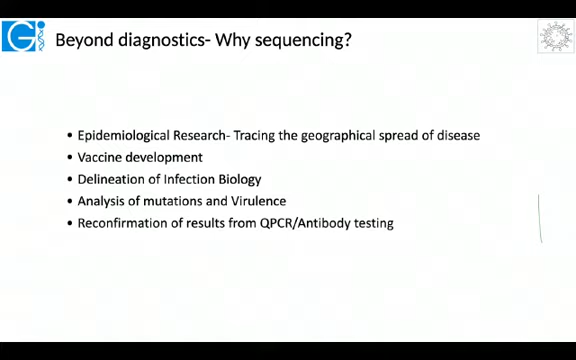 Beyond diagnostics- Why sequencing?
• Epidemiological Research- Tracing the geographical spread of disease
• Vaccine development
• Delineation of Infection Biology
• Analysis of mutations and Virulence
• Reconfirmation of results from QPCR/Antibody testing